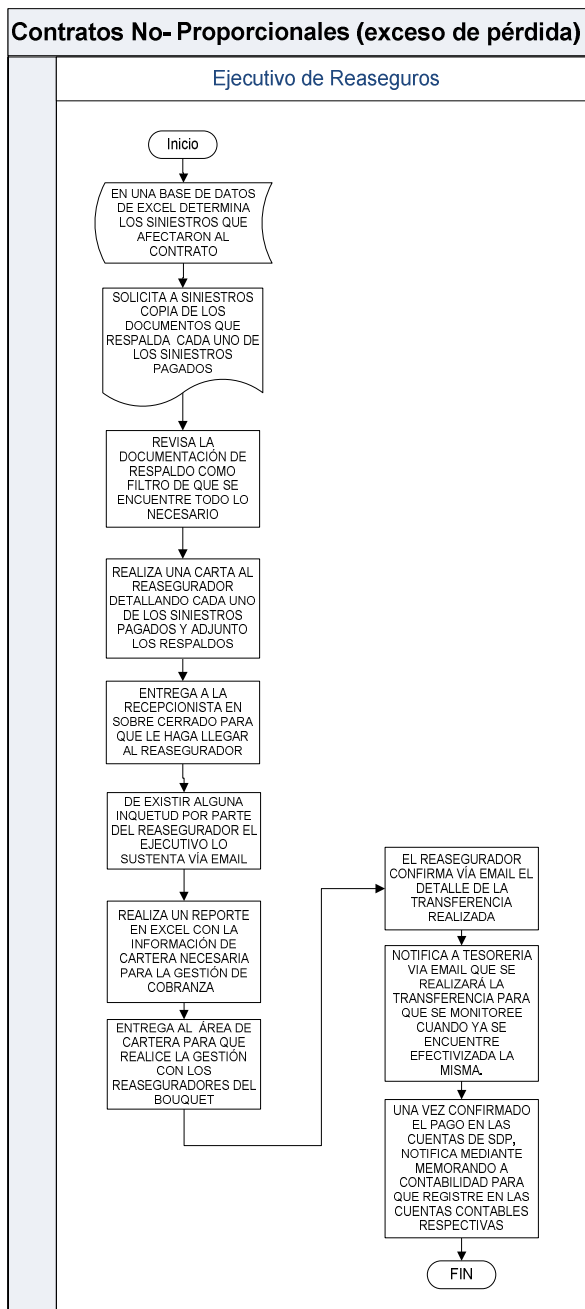 Contratos No- Proporcionales (exceso de pérdida)
Ejecutivo de Reaseguros
Inicio
EN UNA BASE DE DATOS
DE EXCEL DETERMINA
LOS SINIESTROS QUE
AFECTARON AL
CONTRATO
SOLICITA A SINIESTROS
COPIA DE LOS
DOCUMENTOS QUE
RESPALDA CADA UNO DE
LOS SINIESTROS
PAGADOS
REVISA LA
DOCUMENTACIÓN DE
RESPALDO COMO
FILTRO DE QUE SE
ENCUENTRE TODO LO
NECESARIO
REALIZA UNA CARTA AL
REASEGURADOR
DETALLANDO CADA UNO
DE LOS SINIESTROS
PAGADOS Y ADJUNTO
LOS RESPALDOS
ENTREGA A LA
RECEPCIONISTA EN
SOBRE CERRADO PARA
QUE LE HAGA LLEGAR
AL REASEGURADOR
DE EXISTIR ALGUNA
INQUETUD POR PARTE
DEL REASEGURADOR EL
EJECUTIVO LO
SUSTENTA VÍA EMAIL
REALIZA UN REPORTE
EN EXCEL CON LA
INFORMACIÓN DE
CARTERA NECESARIA
PARA LA GESTIÓN DE
COBRANZA
ENTREGA AL ÁREA DE
CARTERA PARA QUE
REALICE LA GESTIÓN
CON LOS
REASEGURADORES DEL
BOUQUET
EL REASEGURADOR
CONFIRMA VÍA EMAIL EL
DETALLE DE LA
TRANSFERENCIA
REALIZADA
NOTIFICA A TESORERIA
VIA EMAIL QUE SE
REALIZARÁ LA
TRANSFERENCIA PARA
QUE SE MONITOREE
CUANDO YA SE
ENCUENTRE
EFECTIVIZADA LA
MISMA.
UNA VEZ CONFIRMADO
EL PAGO EN LAS
CUENTAS DE SDP,
NOTIFICA MEDIANTE
MEMORANDO A
CONTABILIDAD PARA
QUE REGISTRE EN LAS
CUENTAS CONTABLES
RESPECTIVAS
FIN